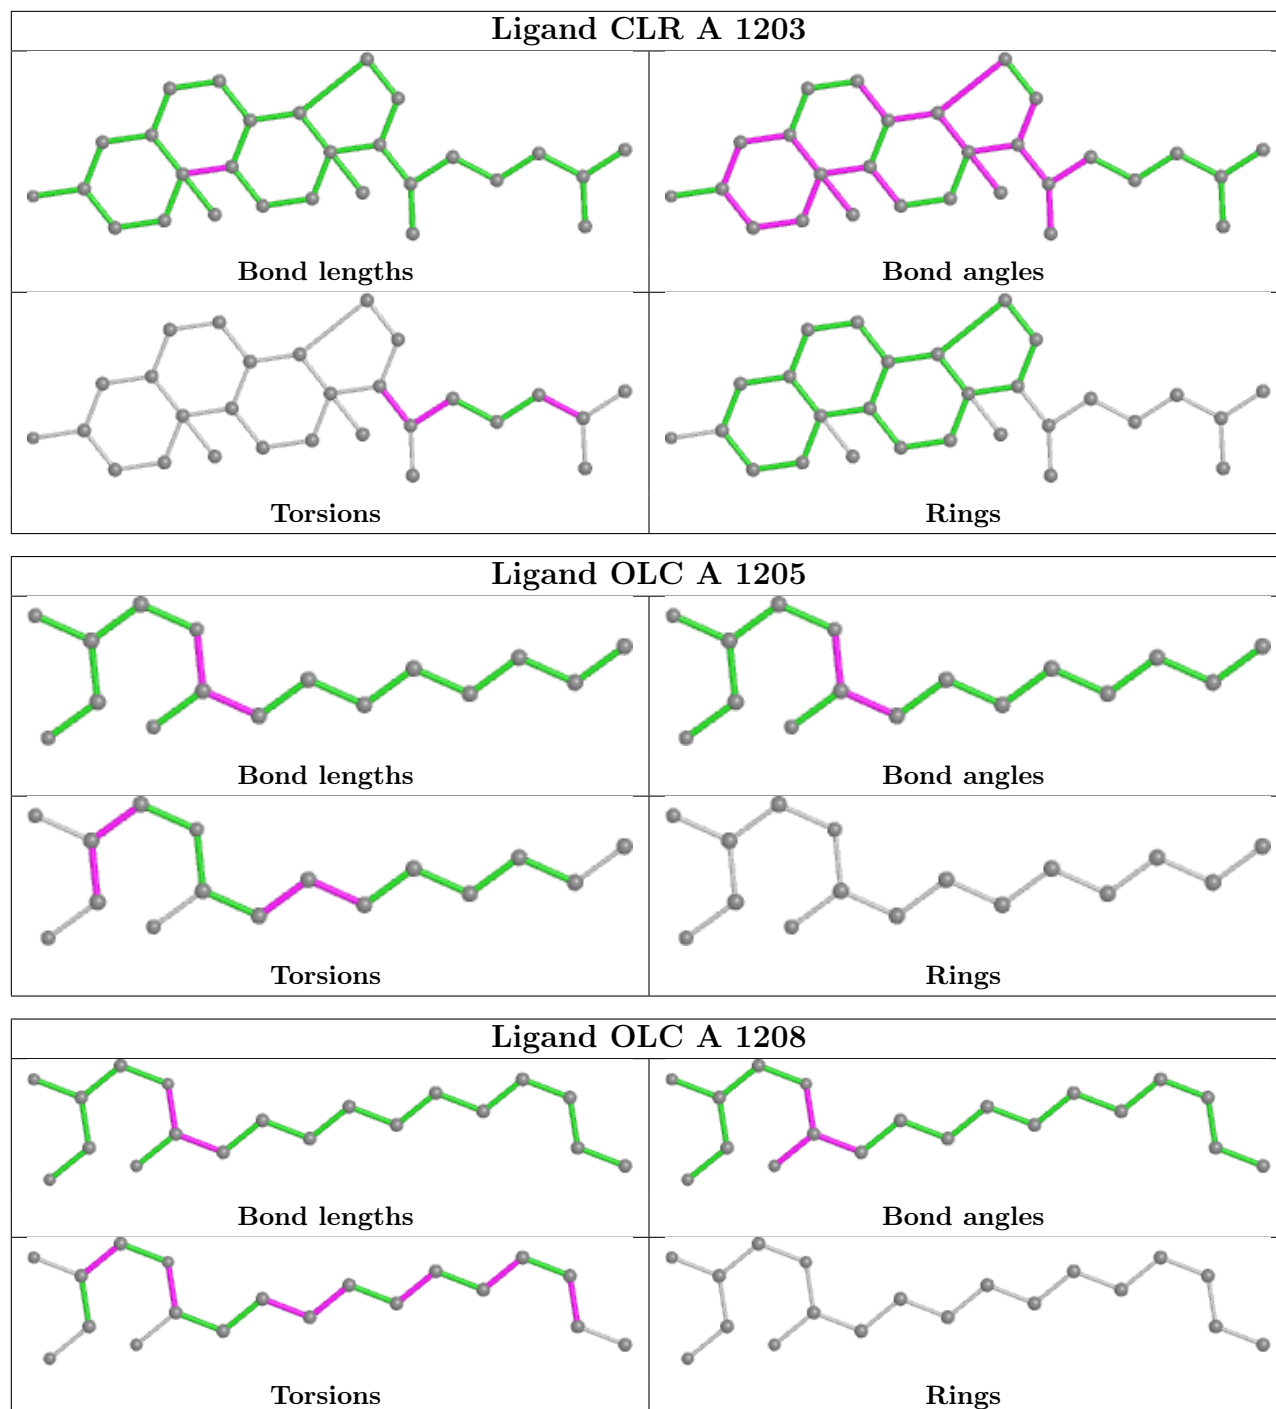 Ligand CLR A 1203
Bond lengths
Bond angles
Torsions
Rings
Ligand OLC A 1205
Bond lengths
Bond angles
Torsions
Rings
Ligand OLC A 1208
Bond lengths
Bond angles
Torsions
Rings